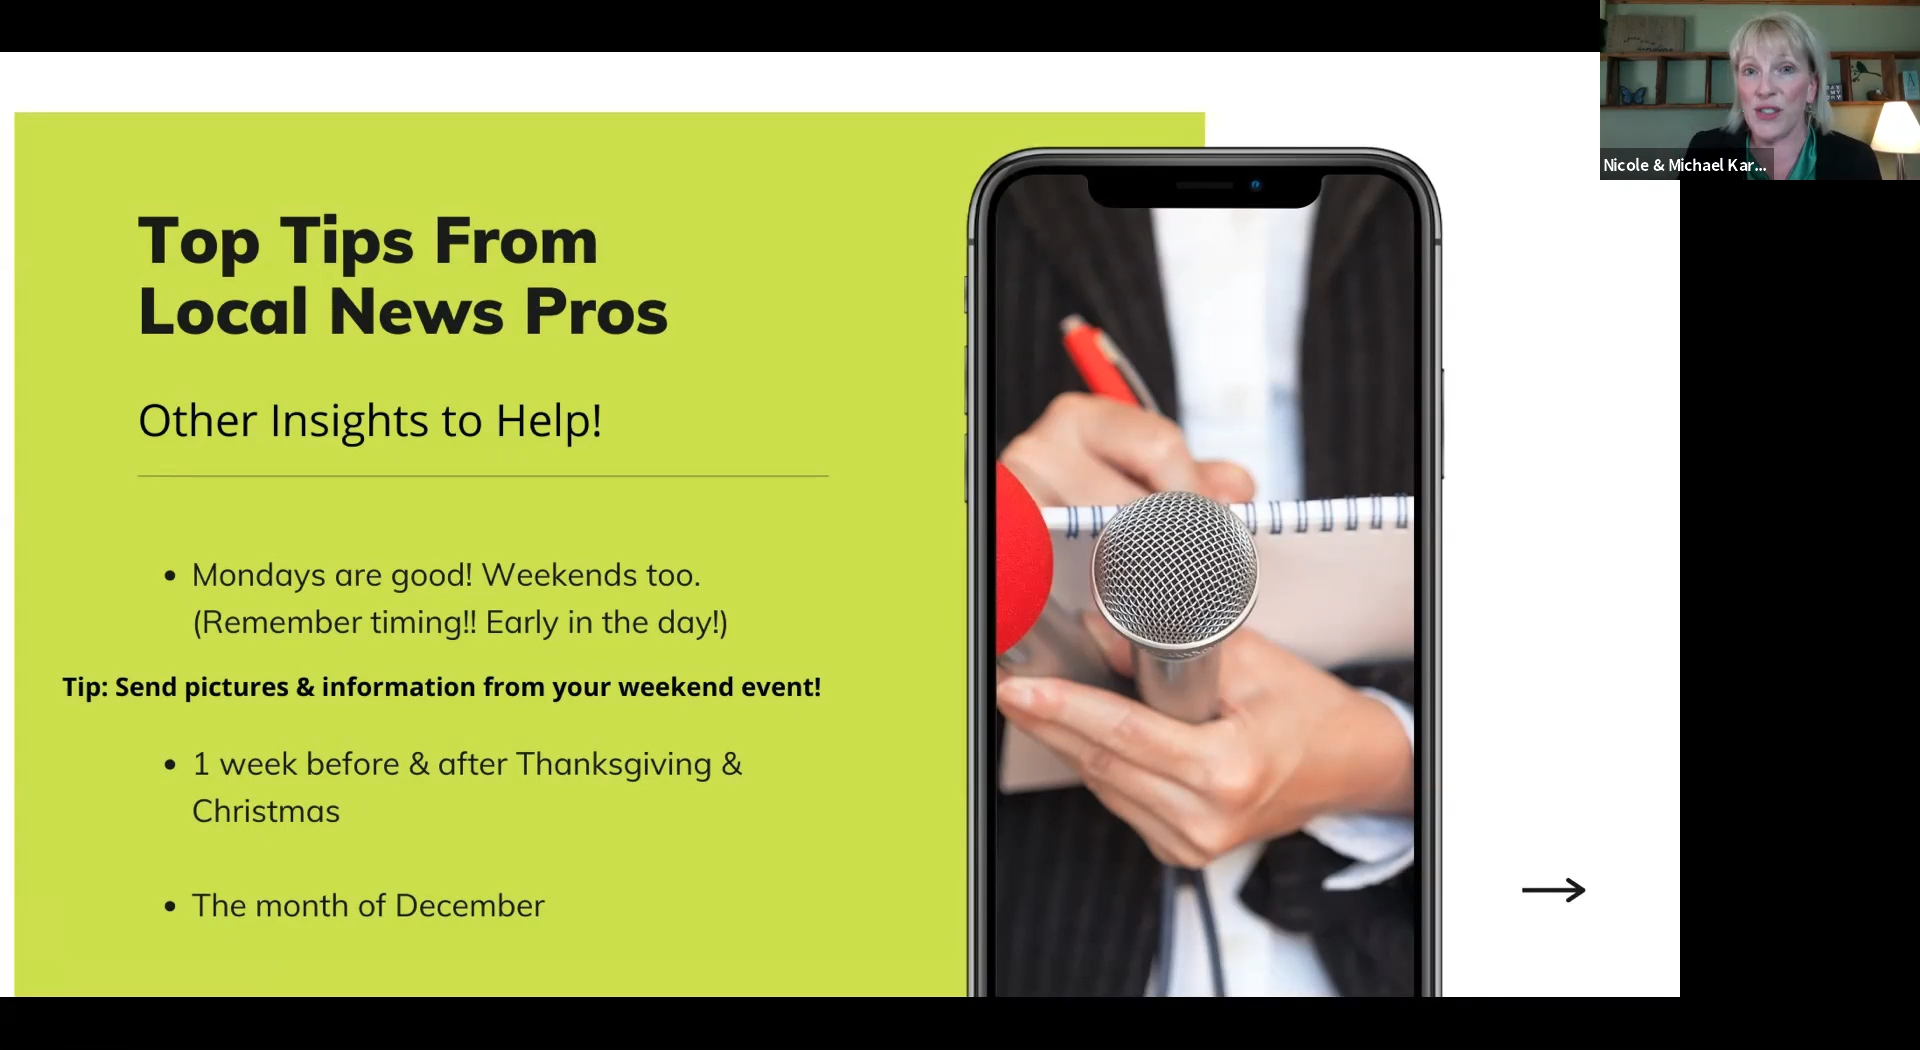 Nicole & Michael Kar...
Top Tips From
Local News Pros
Other Insights to Help!
• Mondays are good! Weekends too.
(Remember timing!! Early in the day!)
Tip: Send pictures & information from your weekend event!
• 1 week before & after Thanksgiving &
Christmas
• The month of December